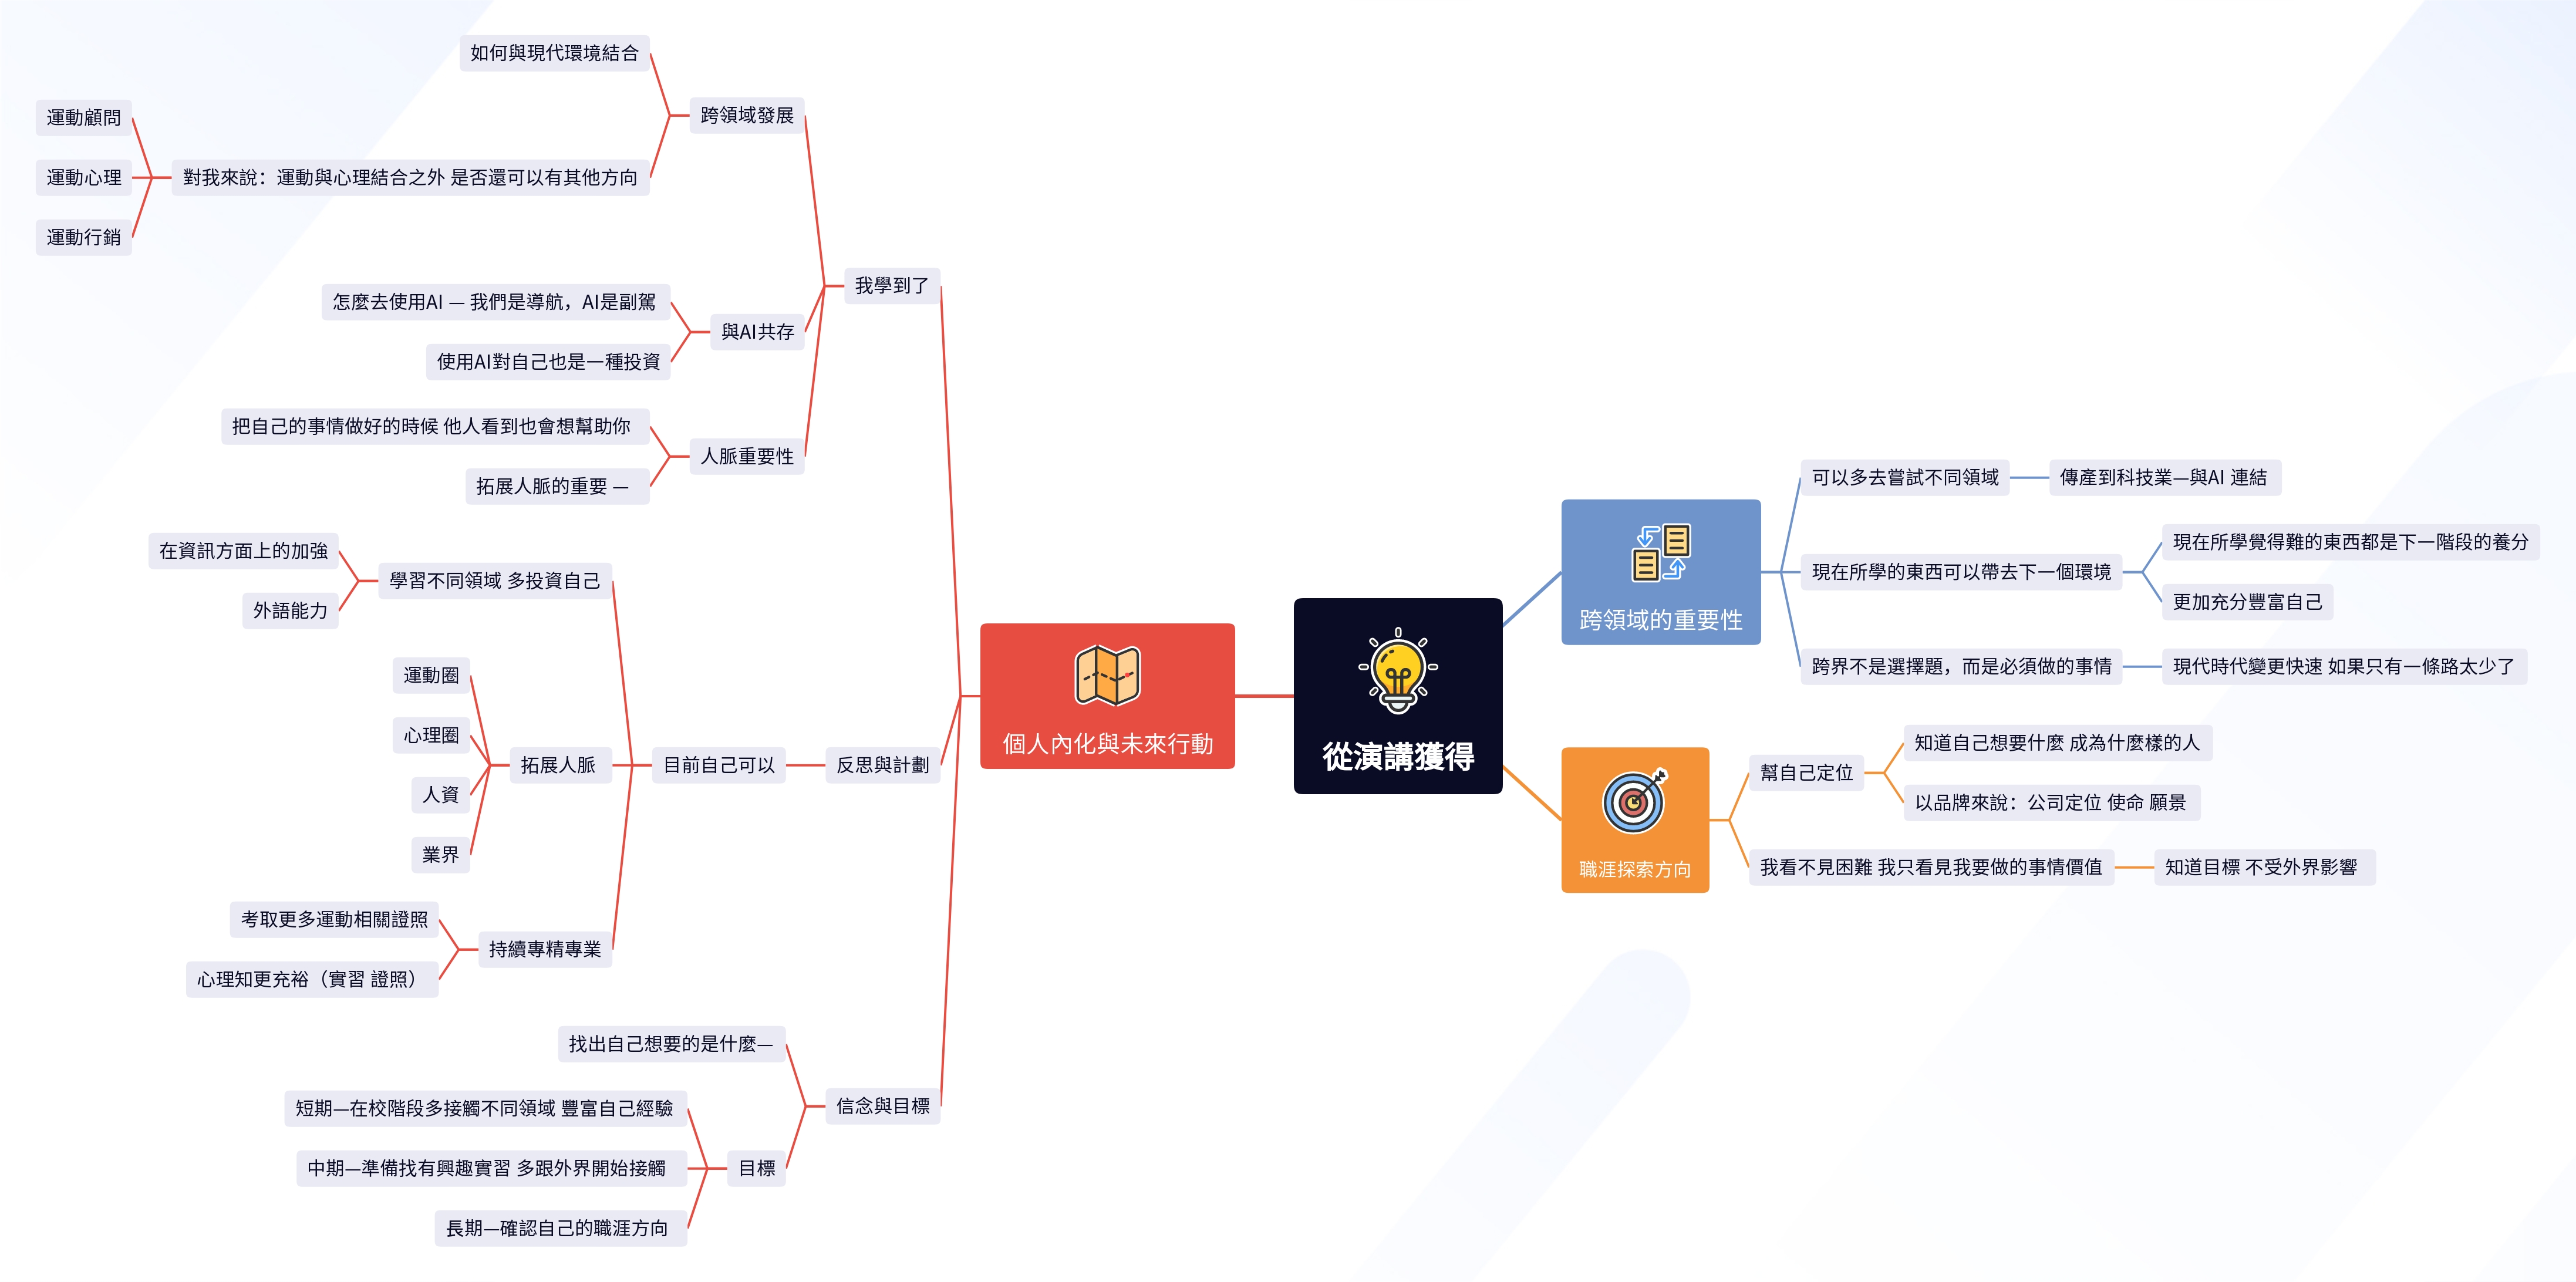 從演講獲得
跨領域的重要性
可以多去嘗試不同領域
傳產到科技業—與AI 連結
現在所學的東西可以帶去下一個環境
現在所學覺得難的東西都是下一階段的養分
更加充分豐富自己
跨界不是選擇題，而是必須做的事情
現代時代變更快速 如果只有一條路太少了
職涯探索方向
幫自己定位
知道自己想要什麼 成為什麼樣的人
以品牌來說：公司定位 使命 願景
我看不見困難 我只看見我要做的事情價值
知道目標 不受外界影響
個人內化與未來行動
我學到了
跨領域發展
如何與現代環境結合
對我來說：運動與心理結合之外 是否還可以有其他方向
運動顧問
運動心理
運動行銷
與AI共存
怎麼去使用AI — 我們是導航，AI是副駕
使用AI對自己也是一種投資
人脈重要性
把自己的事情做好的時候 他人看到也會想幫助你
拓展人脈的重要 —
反思與計劃
目前自己可以
學習不同領域 多投資自己
在資訊方面上的加強
外語能力
拓展人脈
運動圈
心理圈
人資
業界
持續專精專業
考取更多運動相關證照
心理知更充裕（實習 證照）
信念與目標
找出自己想要的是什麼—
目標
短期—在校階段多接觸不同領域 豐富自己經驗
中期—準備找有興趣實習 多跟外界開始接觸
長期—確認自己的職涯方向